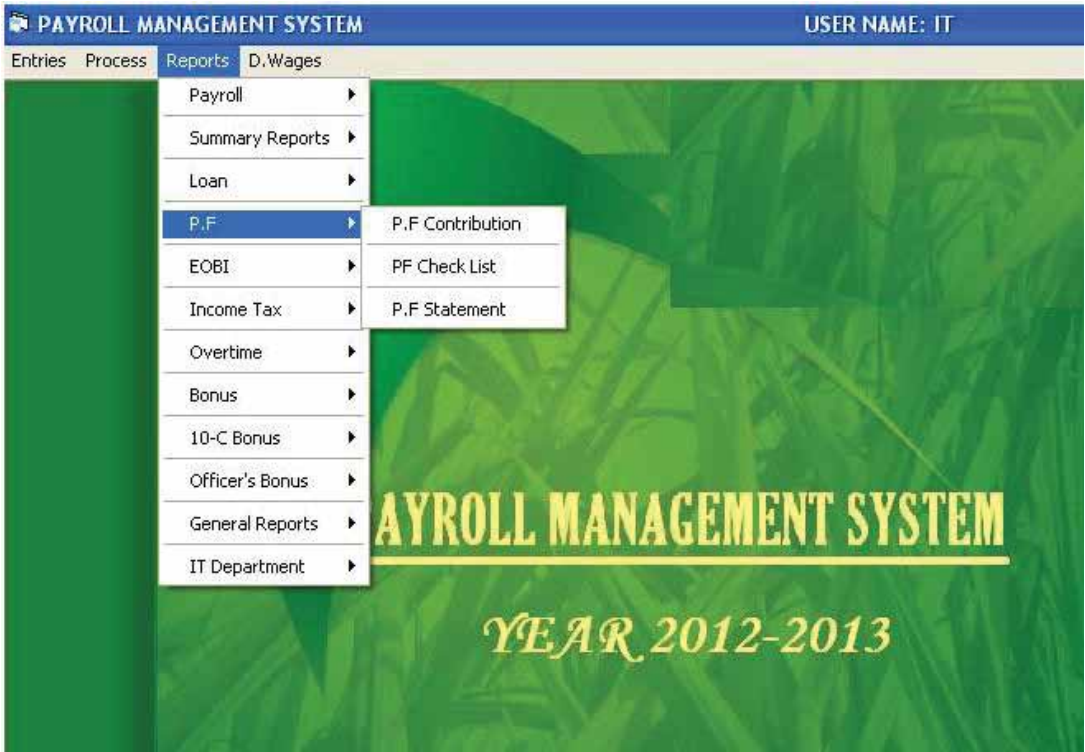 PAYROLL MANAGEMENT SYSTEM USER NAME: IT
Entries Process Reports D.Wages
Payroll
Summary Reports
Loan
P.F
EOBI
Income Tax
Overtime
Bonus
10-C Bonus
Officer's Bonus
General Reports
IT Department
P.F Contribution
PF Check List
P.F Statement
AYROLL MANAGEMENT SYSTEM
YEAR 2012-2013